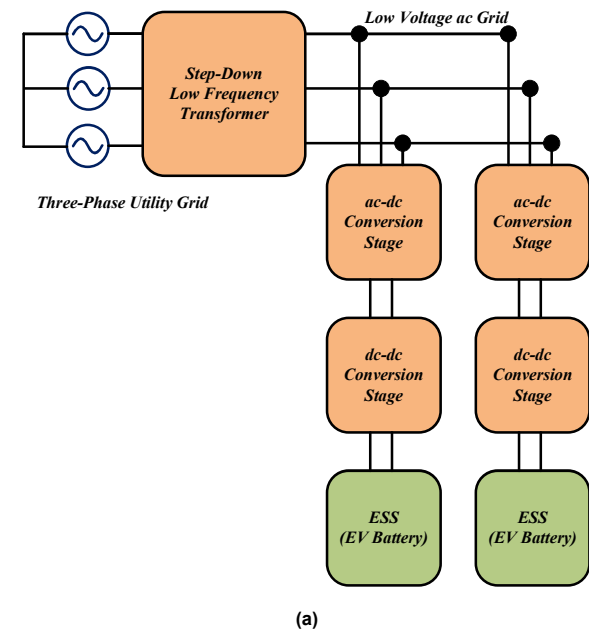 Low Voltage ac Grid
Step-Down
Low Frequency
Transformer
Three-Phase Utility Grid
ac-dc
Conversion
Stage
ac-dc
Conversion
Stage
dc-dc
Conversion
Stage
dc-dc
Conversion
Stage
ESS
(EV Battery)
ESS
(EV Battery)
(a)